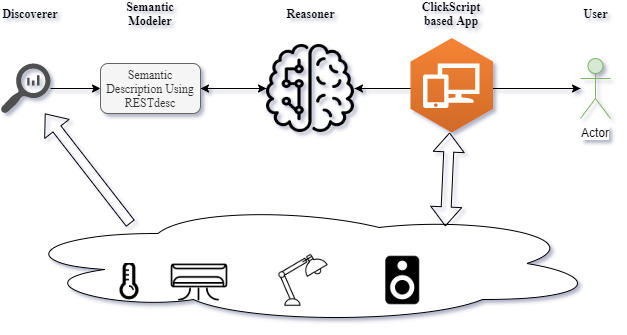 Discoverer
Semantic
Modeler
Reasoner
ClickScript
based App
User
Semantic
Description Using
RESTdesc
Actor